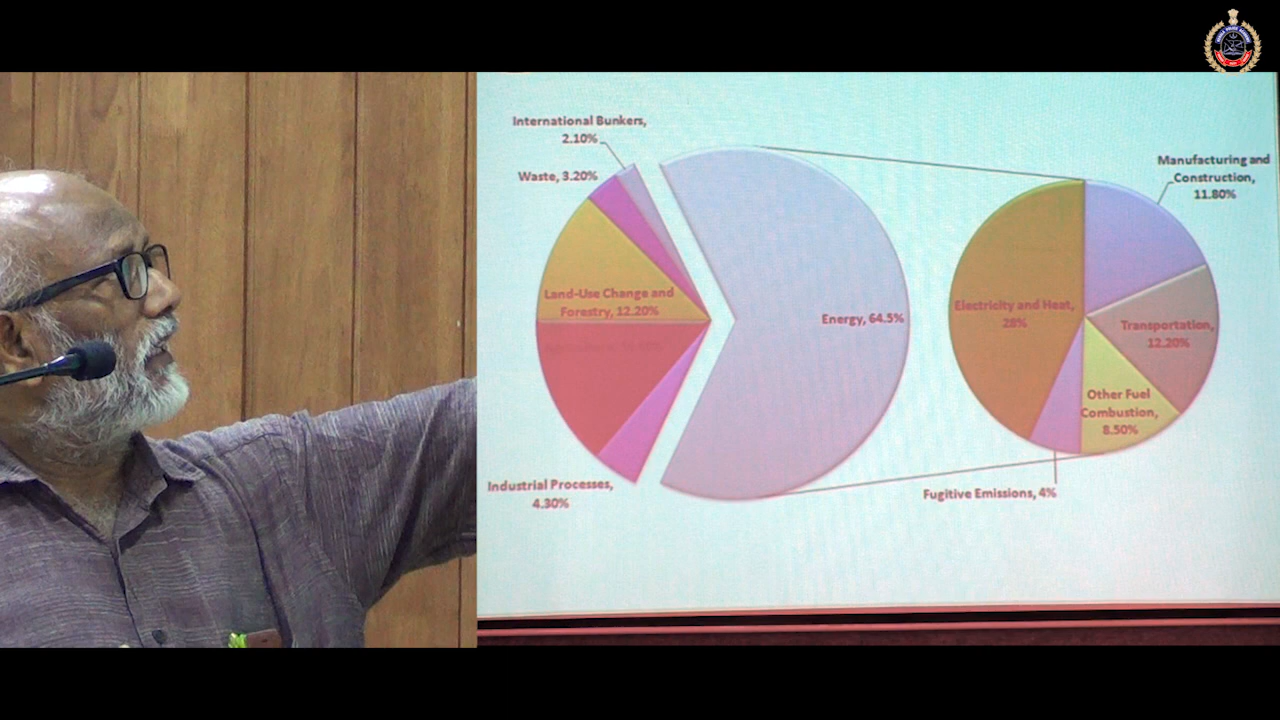 International Bunkers,
2.10%
Waste, 3.20%
Land-Use Change and
Forestry, 12.20%
Industrial Processes,
4.30%
Energy, 64.5%
Manufacturing and
Construction,
11.80%
Electricity and Heat,
28%
Transportation,
12.20%
Other Fuel
Combustion,
8.50%
Fugitive Emissions, 4%